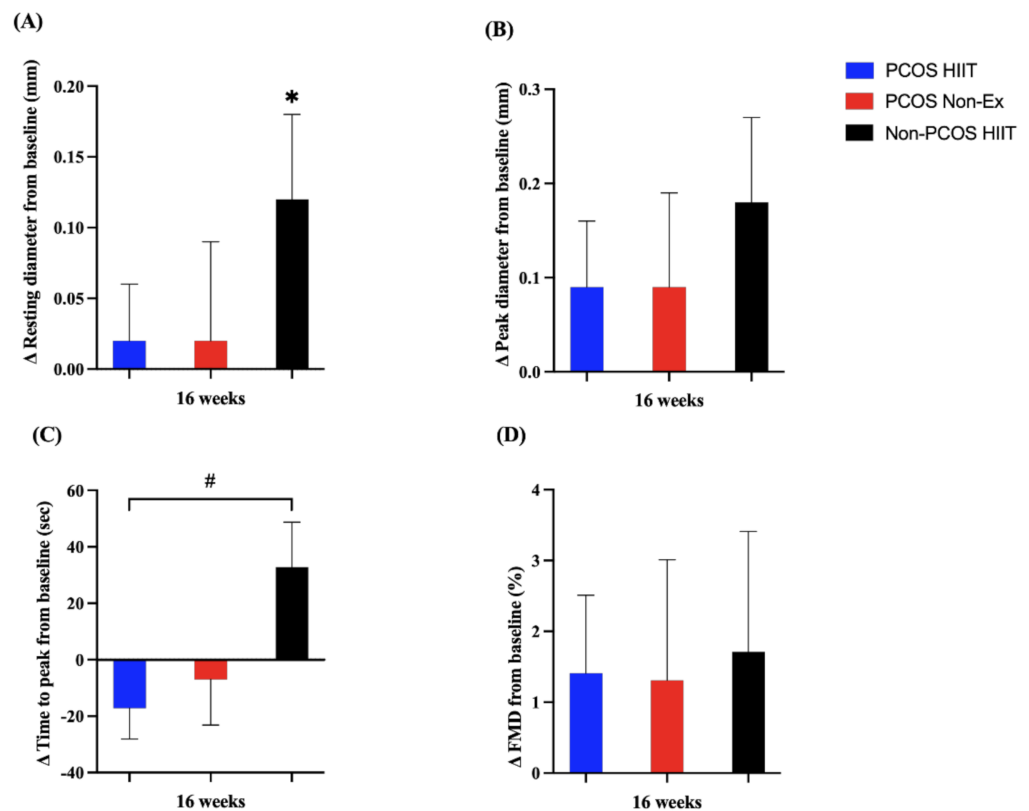 (A)
Δ Resting diameter from baseline (mm)
0.20
0.15
0.10
0.05
0.00
*
16 weeks
(B)
Δ Peak diameter from baseline (mm)
0.3
0.2
0.1
0.0
16 weeks
PCOS HIIT
PCOS Non-Ex
Non-PCOS HIIT
(C)
Δ Time to peak from baseline (sec)
60
40
20
0
-20
-40
#
16 weeks
(D)
Δ FMD from baseline (%)
4
3
2
1
0
16 weeks